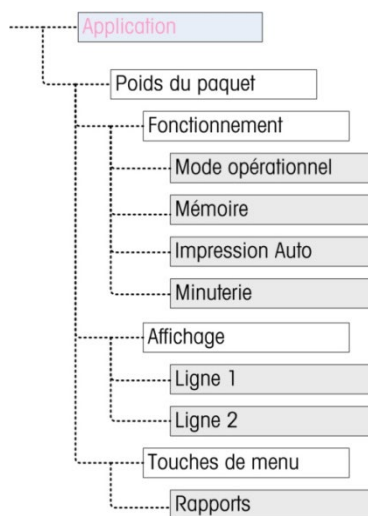 Application
Poids du paquet
Fonctionnement
Mode opérationnel
Mémoire
Impression Auto
Minuterie
Affichage
Ligne 1
Ligne 2
Touches de menu
Rapports